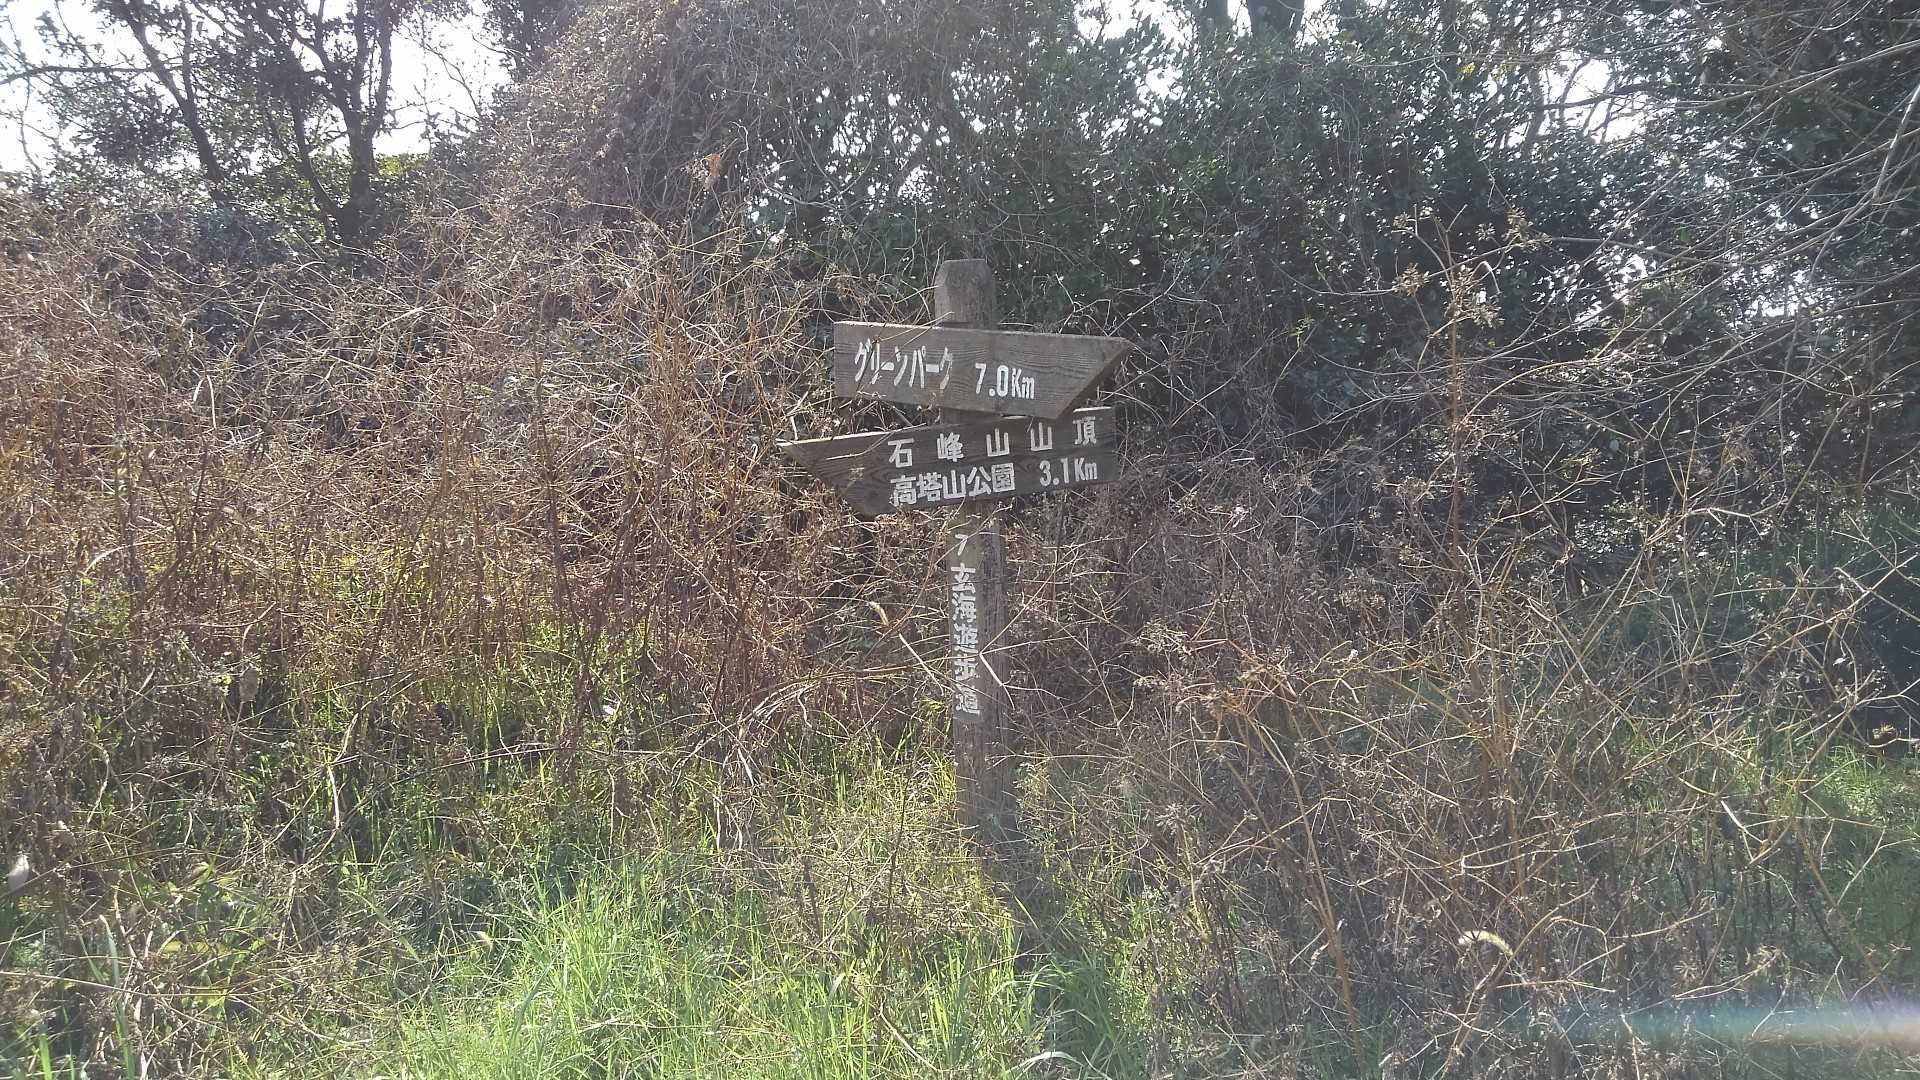 グリーンパーク 7.0Km
石峰山山頂
高塔山公園 3.1Km
7 玄海遊歩道